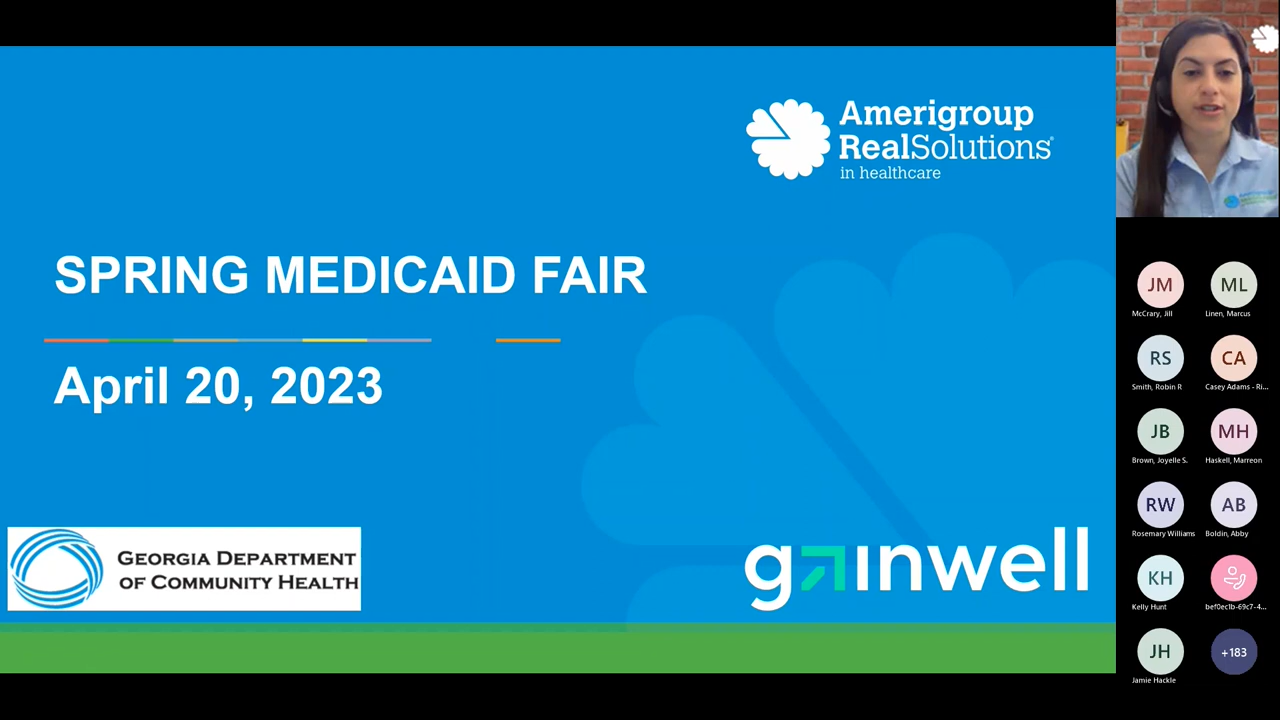 Amerigroup
RealSolutions®
in healthcare
SPRING MEDICAID FAIR
April 20, 2023
GEORGIA DEPARTMENT
OF COMMUNITY HEALTH
gainwell
JM
ML
McCrary, Jill
Linen, Marcus
RS
CA
Smith, Robin R
Casey Adams - Ri...
JB
MH
Brown, Joyelle S.
Haskell, Marreon
RW
AB
Rosemary Williams
Boldin, Abby
KH
Kelly Hunt
bef0ec1b-69c7-4...
JH
+183
Jamie Hackle